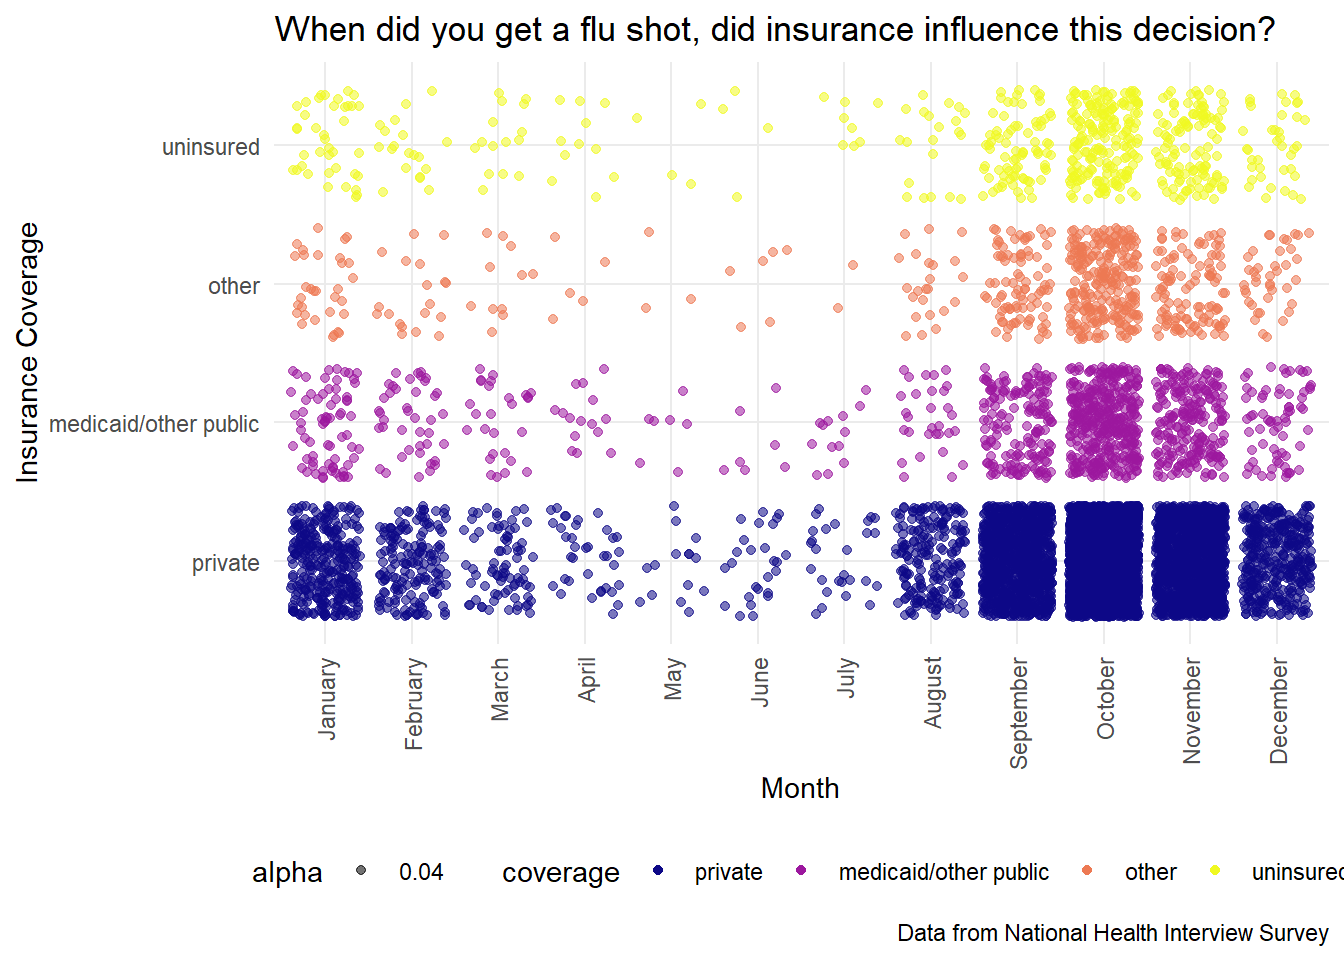 When did you get a flu shot, did insurance influence this decision?
Insurance Coverage
uninsured
other
medicaid/other public
private
January
February
March
April
May
June
July
August
September
October
November
December
Month
alpha 0.04 coverage private medicaid/other public other uninsured
Data from National Health Interview Survey